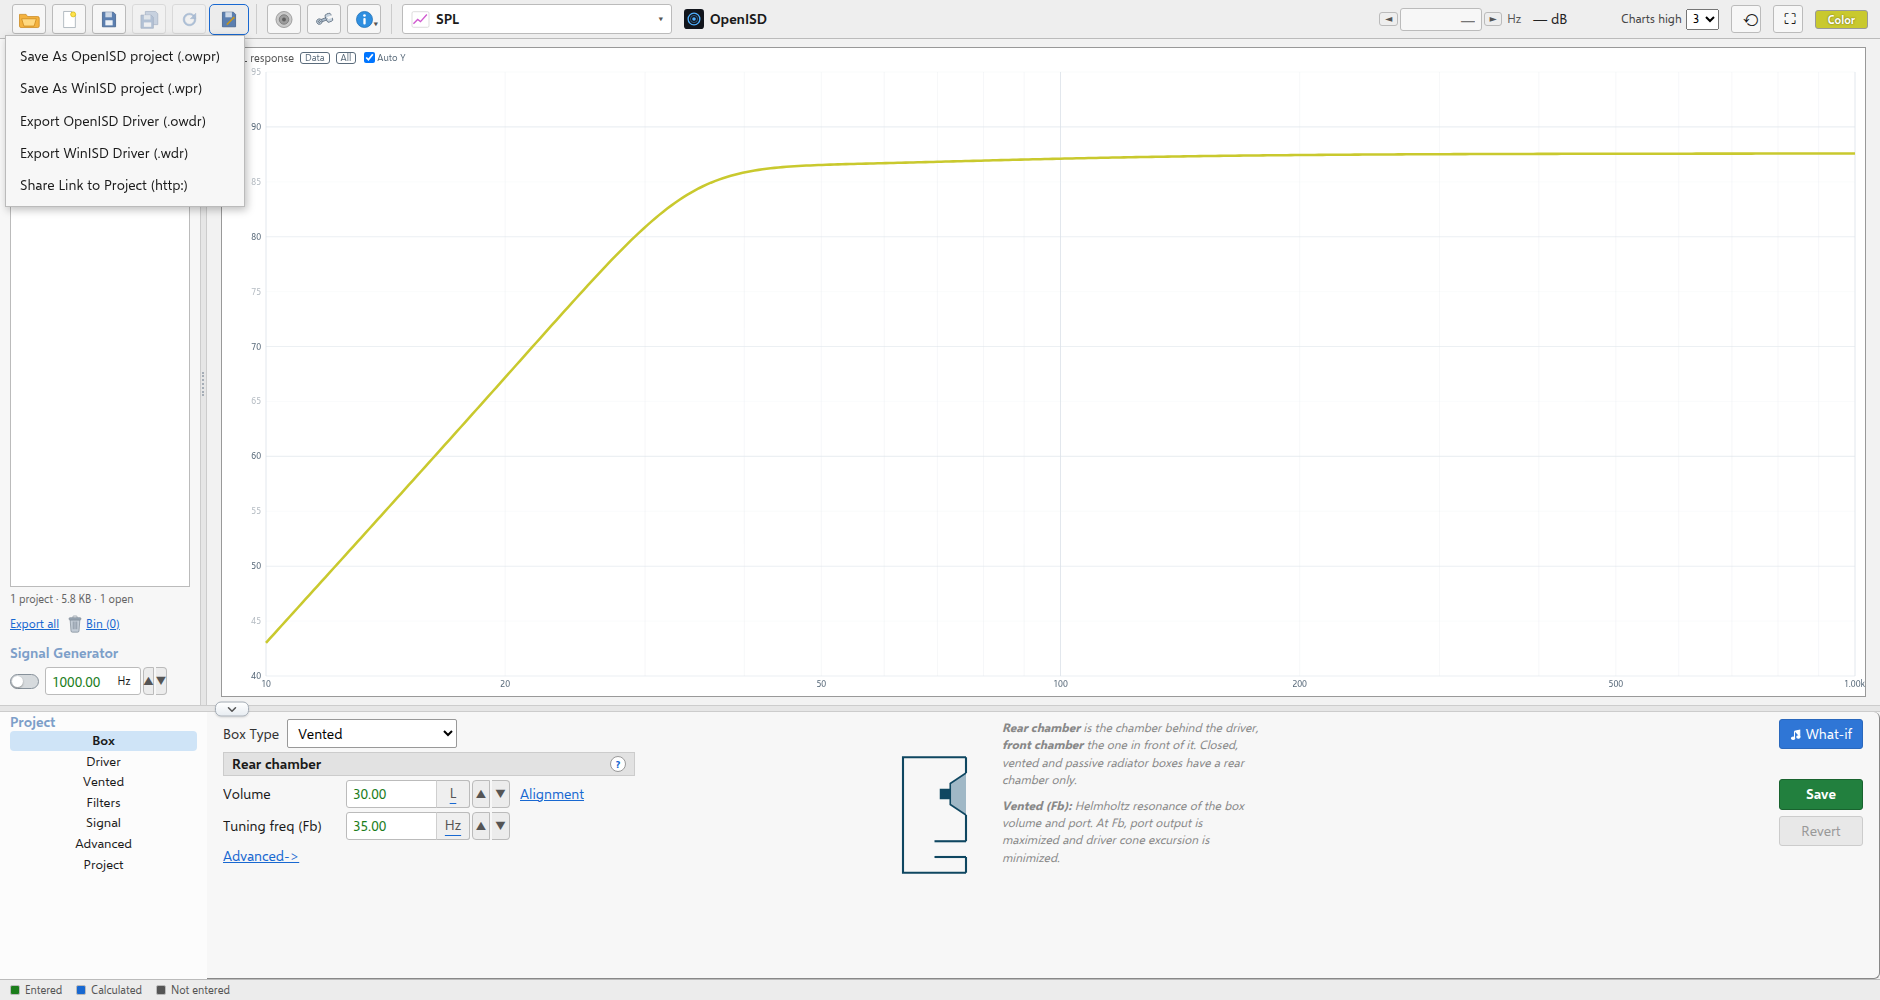 SPL
OpenISD
—
Hz
— dB
Charts high
3
Color
Save As OpenISD project (.owpr)
Save As WinISD project (.wpr)
Export OpenISD Driver (.owdr)
Export WinISD Driver (.wdr)
Share Link to Project (http:)
response
Data
All
Auto Y
95
90
85
80
75
70
65
60
55
50
45
40
10
20
50
100
200
500
1.00k
1 project · 5.8 KB · 1 open
Export all
Bin (0)
Signal Generator
1000.00 Hz
Project
Box
Driver
Vented
Filters
Signal
Advanced
Project
Box Type
Vented
Rear chamber
?
Volume
30.00
L
Alignment
Tuning freq (Fb)
35.00
Hz
Advanced->
Rear chamber is the chamber behind the driver,
front chamber the one in front of it. Closed,
vented and passive radiator boxes have a rear
chamber only.
Vented (Fb): Helmholtz resonance of the box
volume and port. At Fb, port output is
maximized and driver cone excursion is
minimized.
What-if
Save
Revert
Entered
Calculated
Not entered